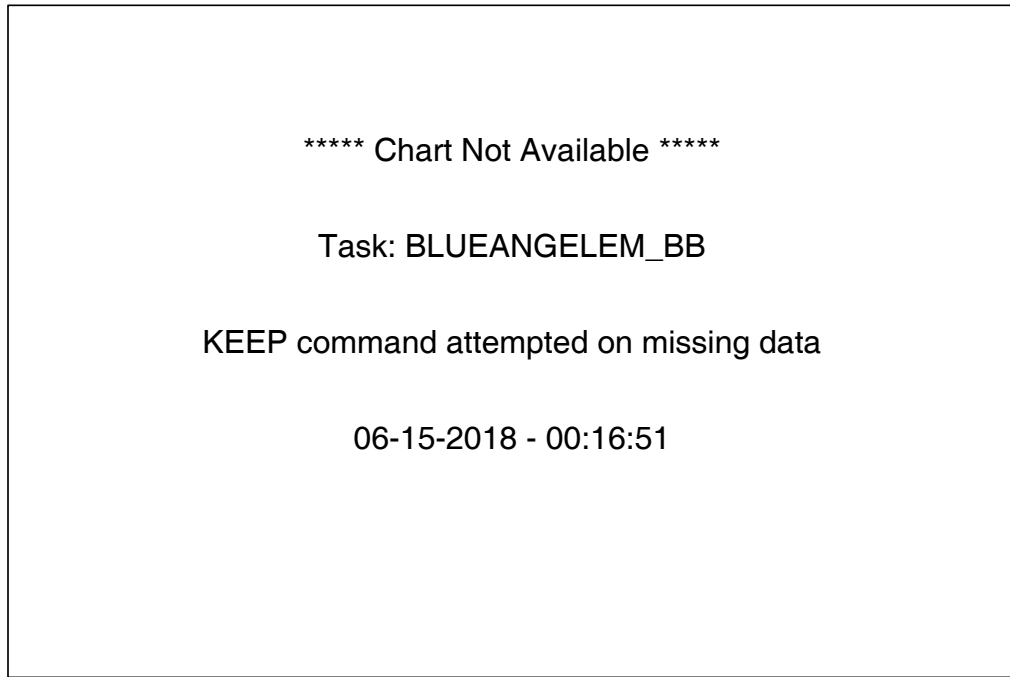 ***** Chart Not Available *****
Task: BLUEANGELEM_BB
KEEP command attempted on missing data
06-15-2018 - 00:16:51